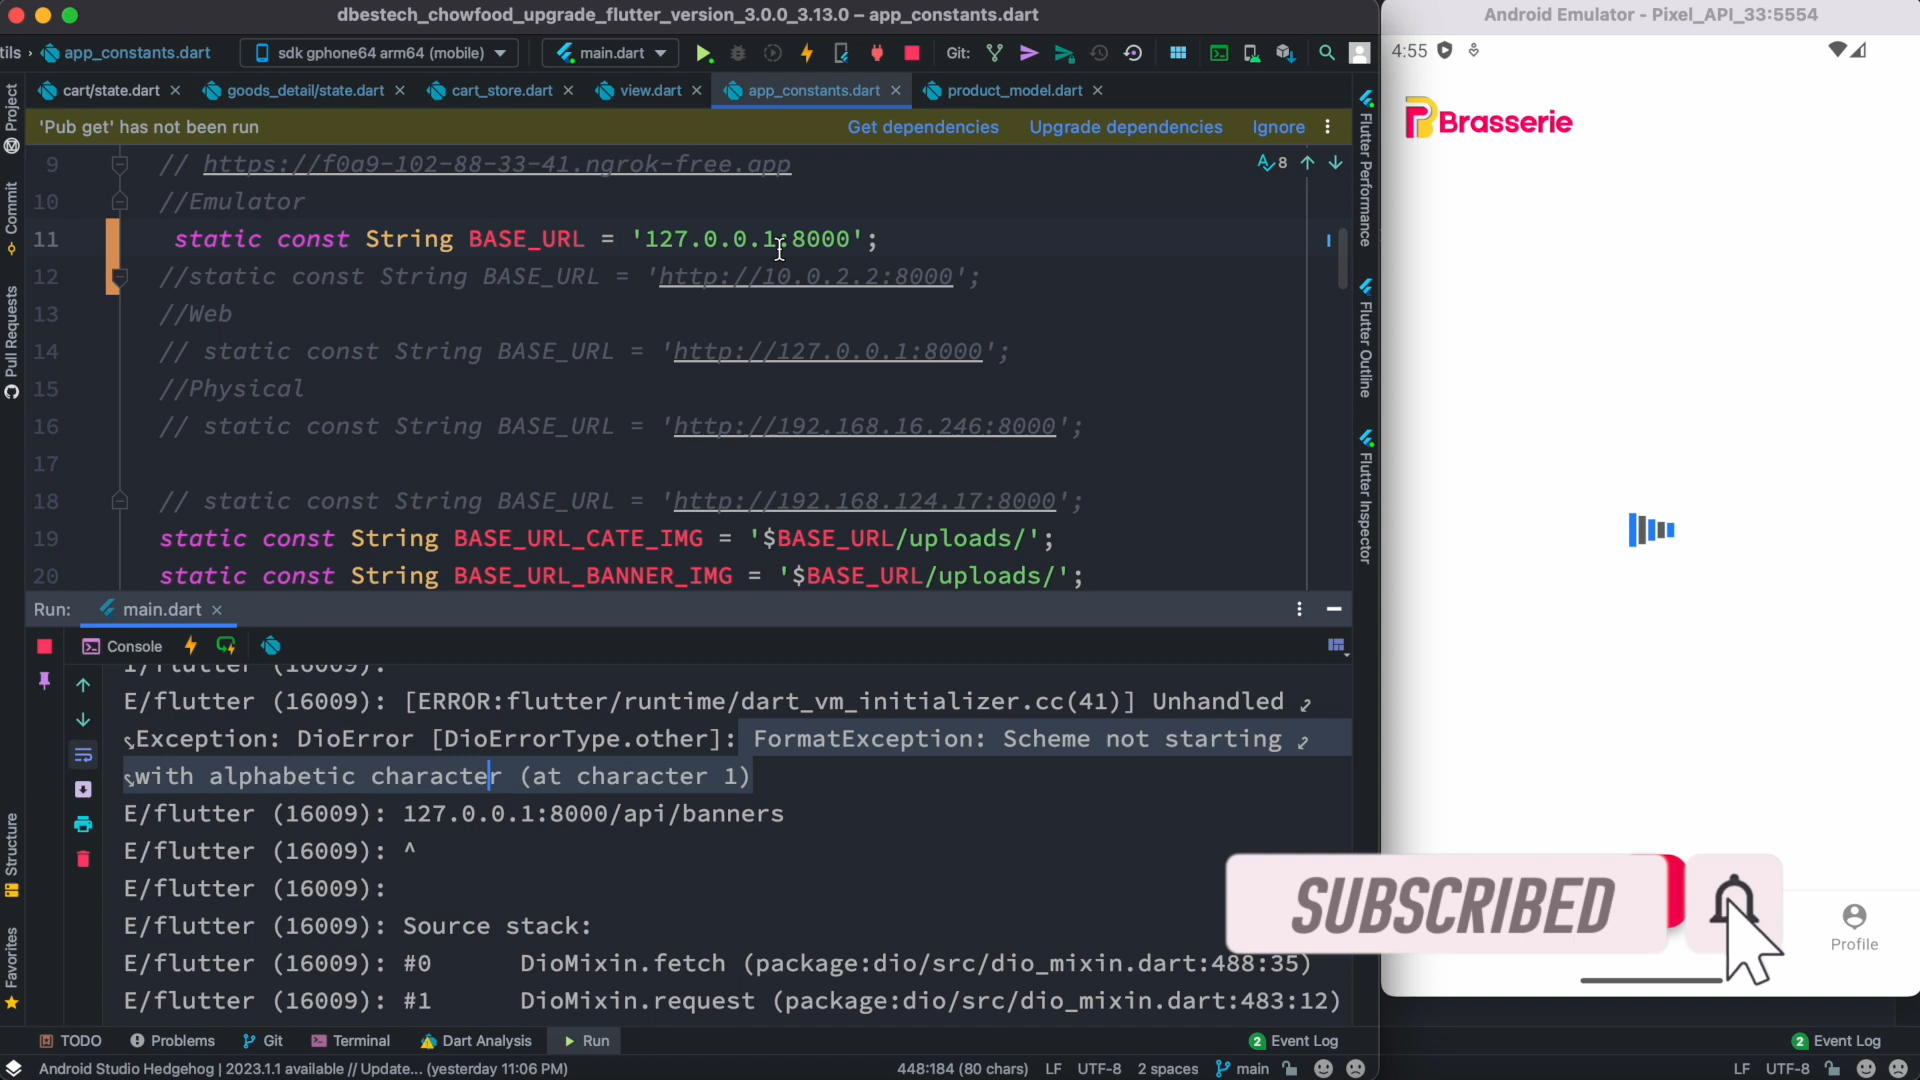 dbestech_chowfood_upgrade_flutter_version_3.0.0_3.13.0 – app_constants.dart
Android Emulator - Pixel_API_33:5554
tils › app_constants.dart
sdk gphone64 arm64 (mobile)
main.dart
Git:
cart/state.dart
goods_detail/state.dart
cart_store.dart
view.dart
app_constants.dart
product_model.dart
'Pub get' has not been run
Get dependencies
Upgrade dependencies
Ignore
8
9 // https://f0a9-102-88-33-41.ngrok-free.app
10 //Emulator
11 static const String BASE_URL = '127.0.0.1:8000';
12 //static const String BASE_URL = 'http://10.0.2.2:8000';
13 //Web
14 // static const String BASE_URL = 'http://127.0.0.1:8000';
15 //Physical
16 // static const String BASE_URL = 'http://192.168.16.246:8000';
17
18 // static const String BASE_URL = 'http://192.168.124.17:8000';
19 static const String BASE_URL_CATE_IMG = '$BASE_URL/uploads/';
20 static const String BASE_URL_BANNER_IMG = '$BASE_URL/uploads/';
Project
Commit
Pull Requests
Structure
Favorites
Flutter Performance
Flutter Outline
Flutter Inspector
Run:
main.dart
Console
I/flutter (16009):
E/flutter (16009): [ERROR:flutter/runtime/dart_vm_initializer.cc(41)] Unhandled
Exception: DioError [DioErrorType.other]: FormatException: Scheme not starting
with alphabetic character (at character 1)
E/flutter (16009): 127.0.0.1:8000/api/banners
E/flutter (16009): ^
E/flutter (16009):
E/flutter (16009): Source stack:
E/flutter (16009): #0 DioMixin.fetch (package:dio/src/dio_mixin.dart:488:35)
E/flutter (16009): #1 DioMixin.request (package:dio/src/dio_mixin.dart:483:12)
TODO
Problems
Git
Terminal
Dart Analysis
Run
2 Event Log
Android Studio Hedgehog | 2023.1.1 available // Update... (yesterday 11:06 PM)
448:184 (80 chars)
LF
UTF-8
2 spaces
main
4:55
Brasserie
SUBSCRIBED
Profile
2 Event Log
LF
UTF-8